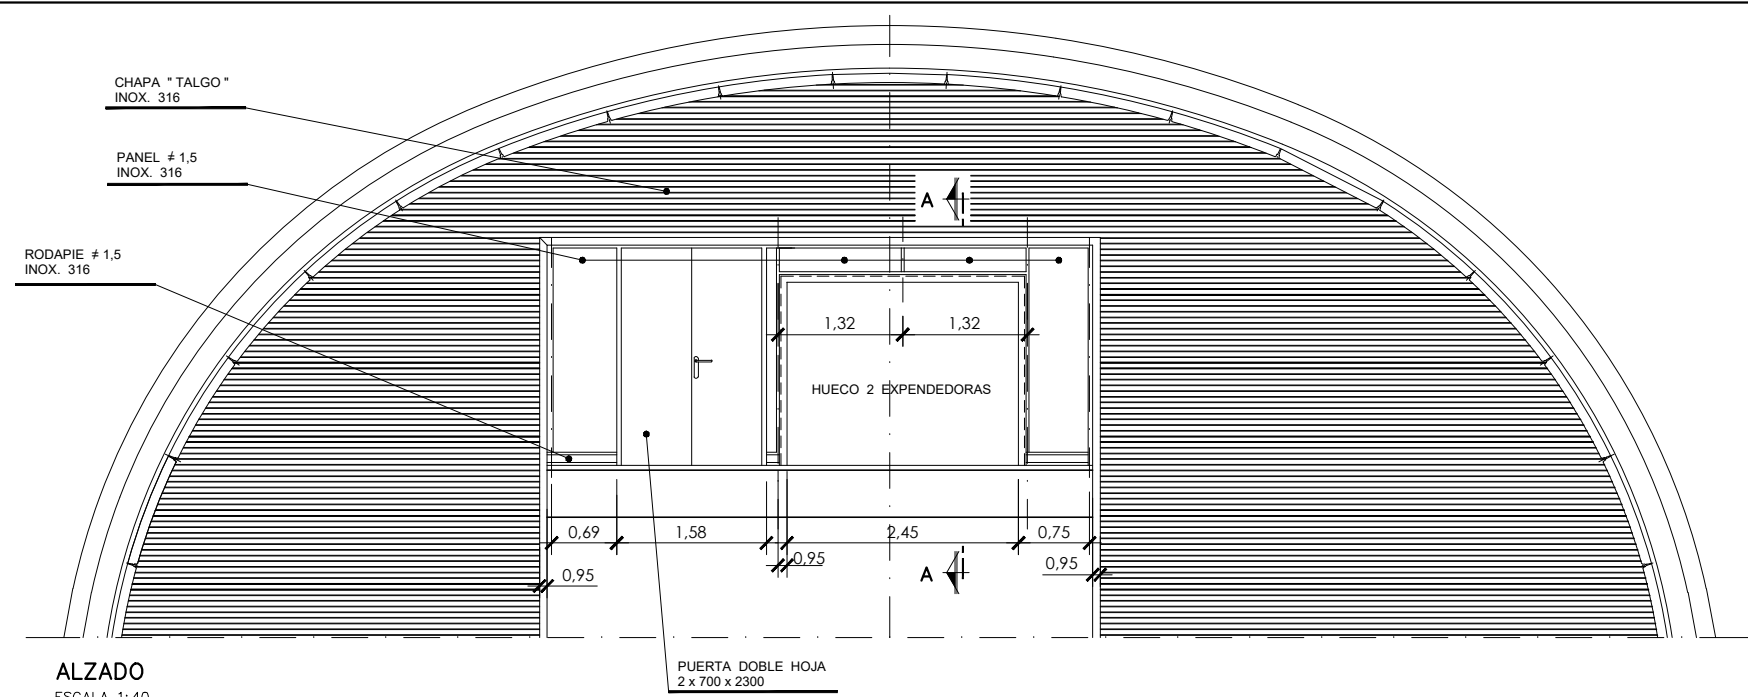 CHAPA " TALGO "
INOX. 316
PANEL ≠ 1,5
INOX. 316
A
RODAPIE ≠ 1,5
INOX. 316
1,32
1,32
HUECO 2 EXPENDEDORAS
0,69
1,58
2,45
0,75
0,95
0,95
0,95
A
ALZADO
ESCALA 1:40
PUERTA DOBLE HOJA
2 x 700 x 2300